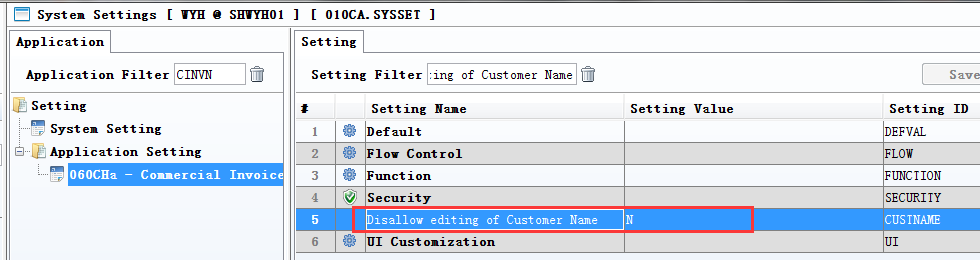 System Settings [ WYH @ SHWYH01 ] [ 010CA.SYSSET ]
Application
Application Filter CINVN
Setting
System Setting
Application Setting
060CHa - Commercial Invoice
Setting
Setting Filter :ing of Customer Name
Save
# Setting Name Setting Value Setting ID
1 Default DEFVAL
2 Flow Control FLOW
3 Function FUNCTION
4 Security SECURITY
5 Disallow editing of Customer Name N CUSTNAME
6 UI Customization UI